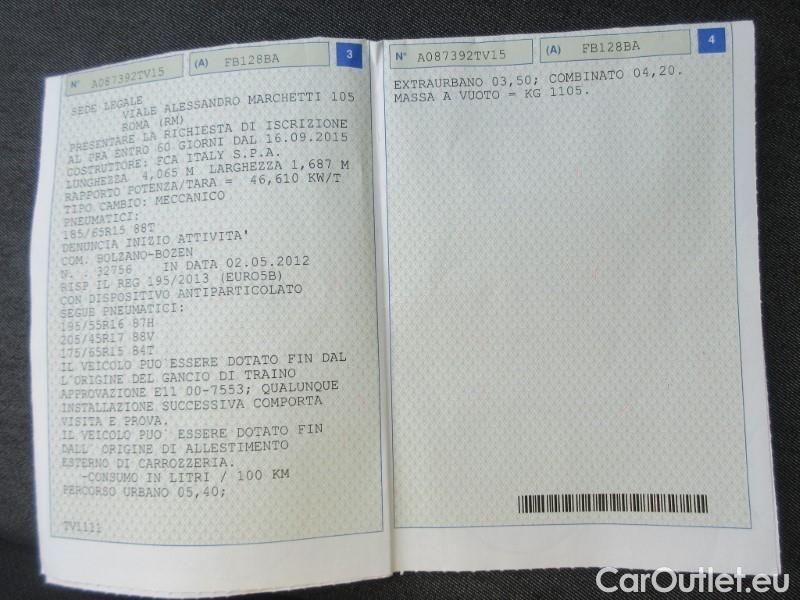 N° A087392TV15
(A) FB128BA
3
SEDE LEGALE
VIALE ALESSANDRO MARCHETTI 105
ROMA (RM)
PRESENTARE LA RICHIESTA DI ISCRIZIONE
AL PRA ENTRO 60 GIORNI DAL 16.09.2015
COSTRUTTORE: FCA ITALY S.P.A.
LUNGHEZZA 4,065 M LARGHEZZA 1,687 M
RAPPORTO POTENZA/TARA = 46,610 KW/T
TIPO CAMBIO: MECCANICO
PNEUMATICI:
185/65R15 88T
DENUNCIA INIZIO ATTIVITA'
COM. BOLZANO-BOZEN
N. 32756 IN DATA 02.05.2012
RISP IL REG 195/2013 (EURO5B)
CON DISPOSITIVO ANTIPARTICOLATO
SEGUE PNEUMATICI:
195/55R16 87H
205/45R17 88V
175/65R15 84T
IL VEICOLO PUO'ESSERE DOTATO FIN DAL
L'ORIGINE DEL GANCIO DI TRAINO
APPROVAZIONE E11 00-7553; QUALUNQUE
INSTALLAZIONE SUCCESSIVA COMPORTA
VISITA E PROVA.
IL VEICOLO PUO' ESSERE DOTATO FIN
DALL' ORIGINE DI ALLESTIMENTO
ESTERNO DI CARROZZERIA.
-CONSUMO IN LITRI / 100 KM
PERCORSO URBANO 05,40;
TV1111
N° A087392TV15
(A) FB128BA
4
EXTRAURBANO 03,50; COMBINATO 04,20.
MASSA A VUOTO = KG 1105.
CarOutlet.eu